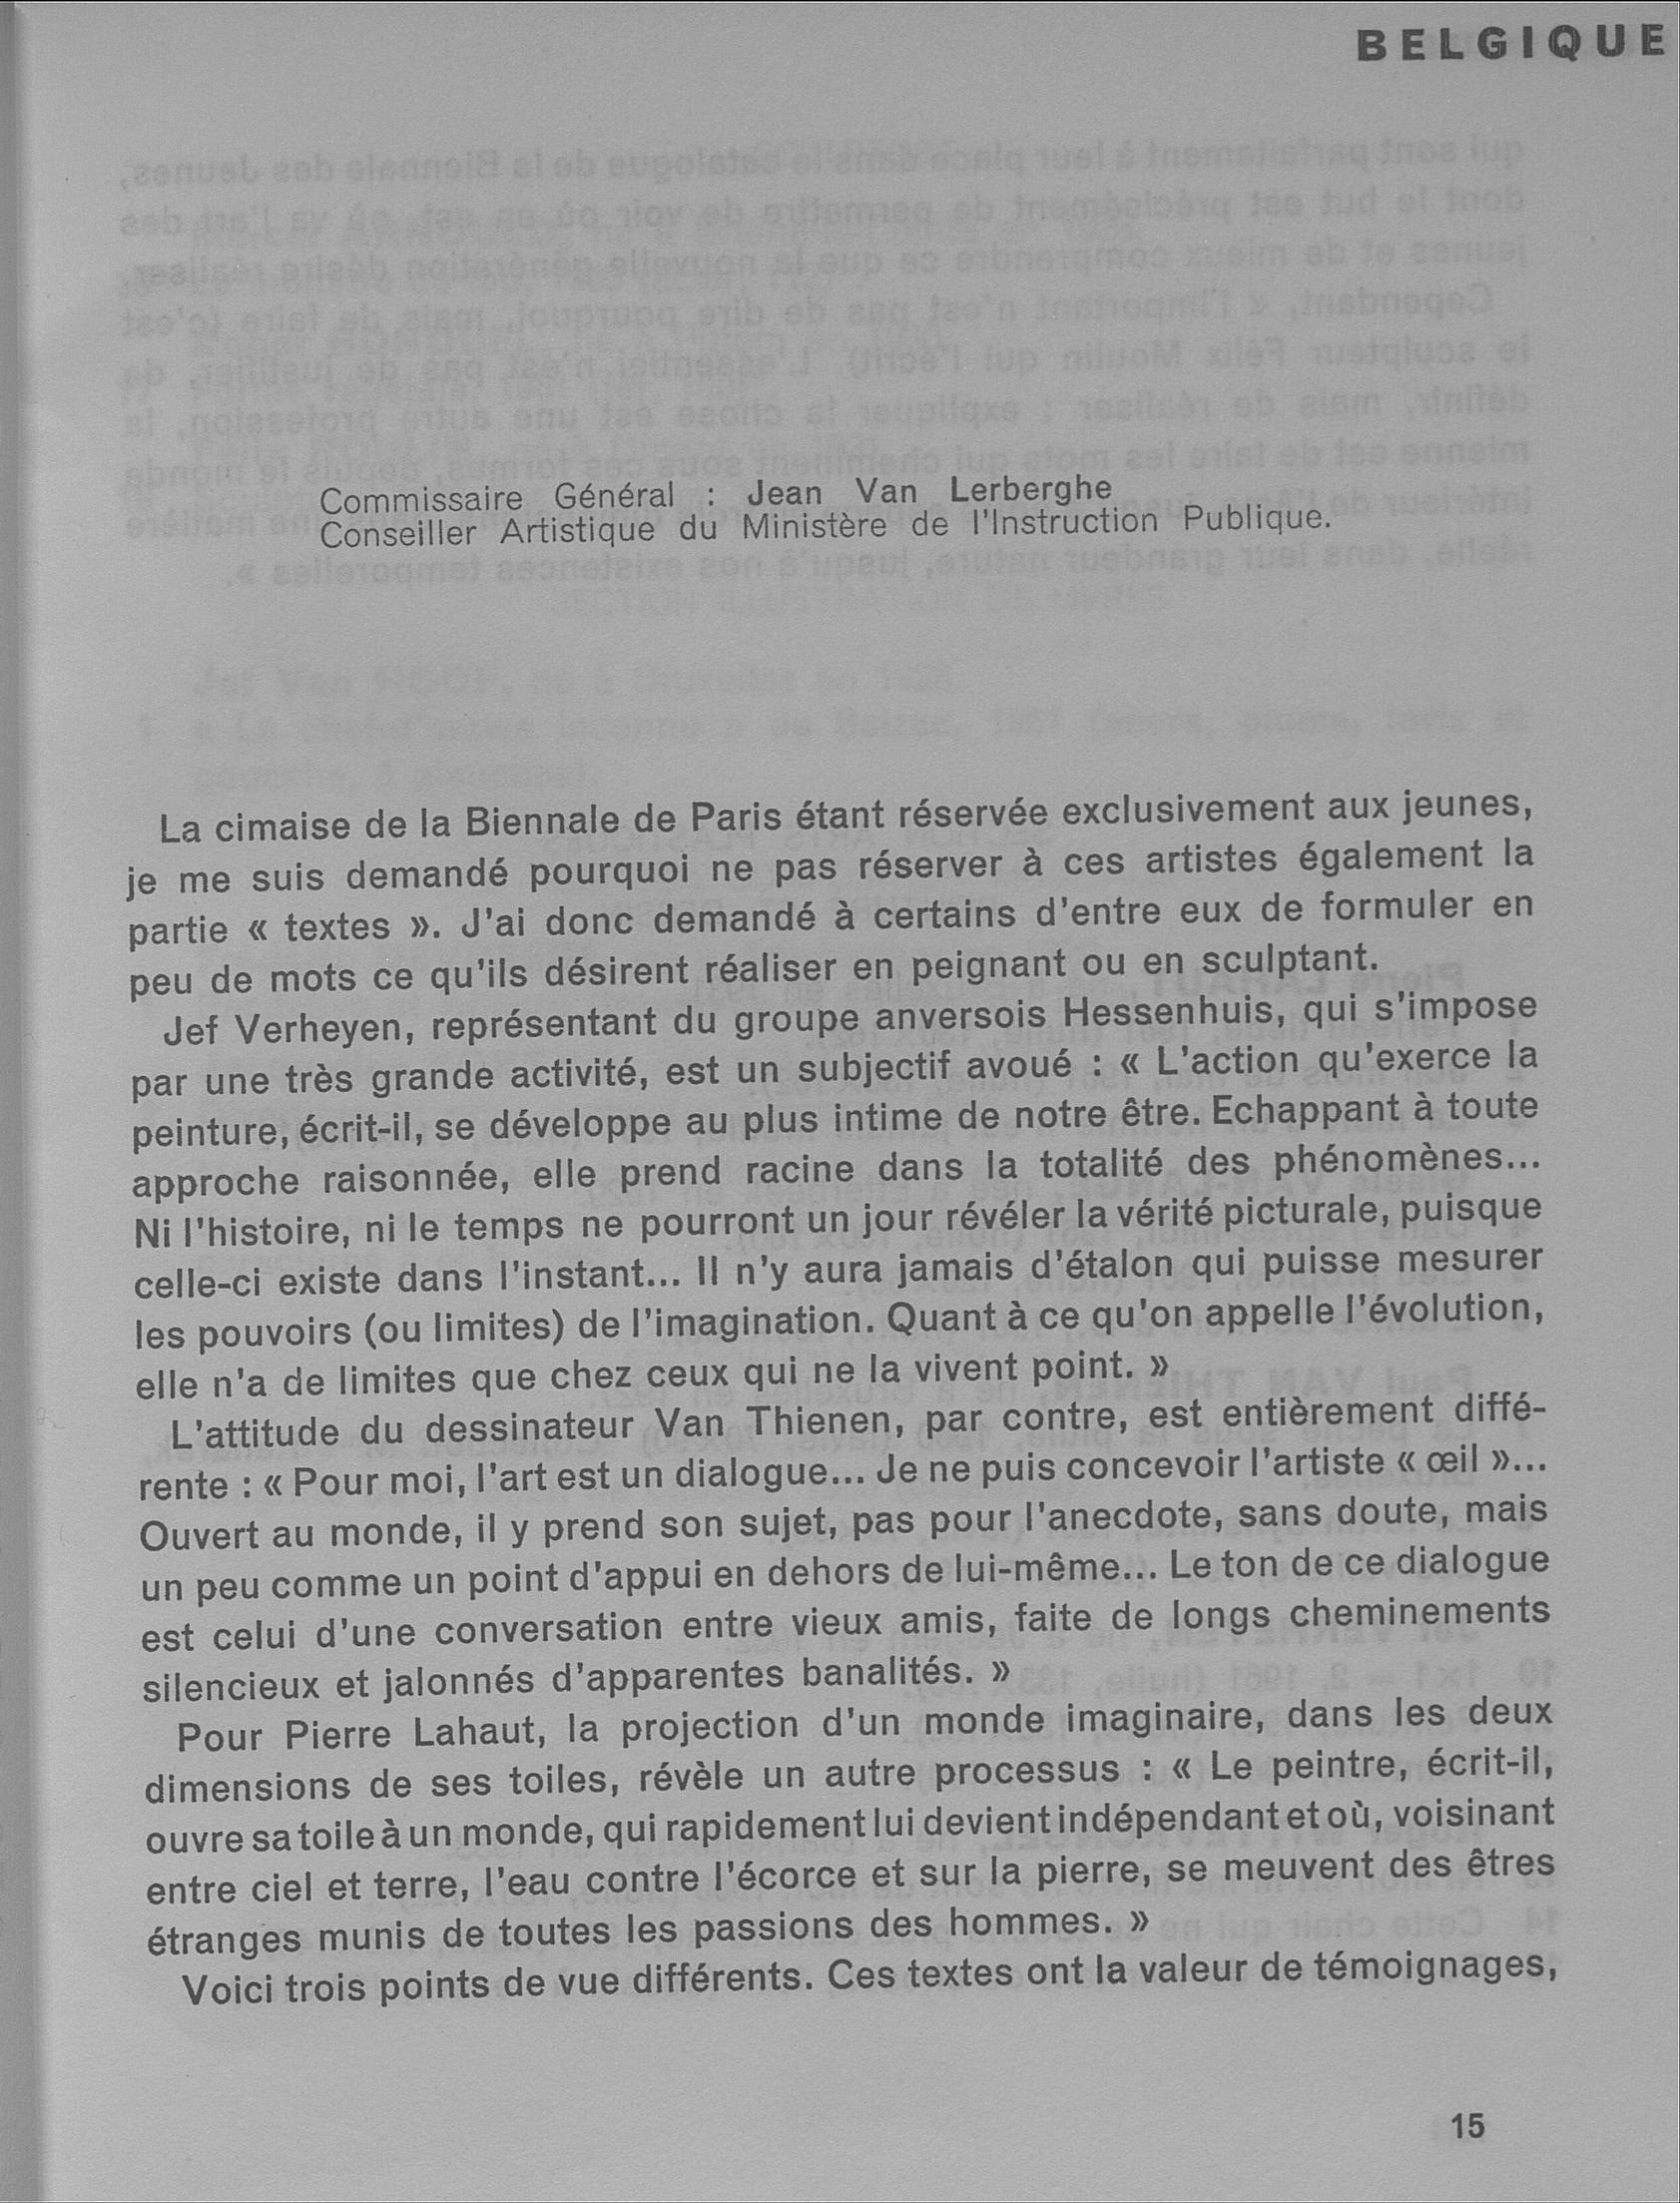 BELGIQUE
Commissaire Général : Jean Van Lerberghe
Conseiller Artistique du Ministère de l'Instruction Publique.
La cimaise de la Biennale de Paris étant réservée exclusivement aux jeunes,
je me suis demandé pourquoi ne pas réserver à ces artistes également la
partie « textes ». J'ai donc demandé à certains d'entre eux de formuler en
peu de mots ce qu'ils désirent réaliser en peignant ou en sculptant.
Jef Verheyen, représentant du groupe anversois Hessenhuis, qui s'impose
par une très grande activité, est un subjectif avoué : « L'action qu'exerce la
peinture, écrit-il, se développe au plus intime de notre être. Echappant à toute
approche raisonnée, elle prend racine dans la totalité des phénomènes...
Ni l'histoire, ni le temps ne pourront un jour révéler la vérité picturale, puisque
celle-ci existe dans l'instant... Il n'y aura jamais d'étalon qui puisse mesurer
les pouvoirs (ou limites) de l'imagination. Quant à ce qu'on appelle l'évolution,
elle n'a de limites que chez ceux qui ne la vivent point. »
L'attitude du dessinateur Van Thienen, par contre, est entièrement diffé-
rente : « Pour moi, l'art est un dialogue... Je ne puis concevoir l'artiste « œil »...
Ouvert au monde, il y prend son sujet, pas pour l'anecdote, sans doute, mais
un peu comme un point d'appui en dehors de lui-même... Le ton de ce dialogue
est celui d'une conversation entre vieux amis, faite de longs cheminements
silencieux et jalonnés d'apparentes banalités. »
Pour Pierre Lahaut, la projection d'un monde imaginaire, dans les deux
dimensions de ses toiles, révèle un autre processus : « Le peintre, écrit-il,
ouvre sa toile à un monde, qui rapidement lui devient indépendant et où, voisinant
entre ciel et terre, l'eau contre l'écorce et sur la pierre, se meuvent des êtres
étranges munis de toutes les passions des hommes. »
Voici trois points de vue différents. Ces textes ont la valeur de témoignages,
15